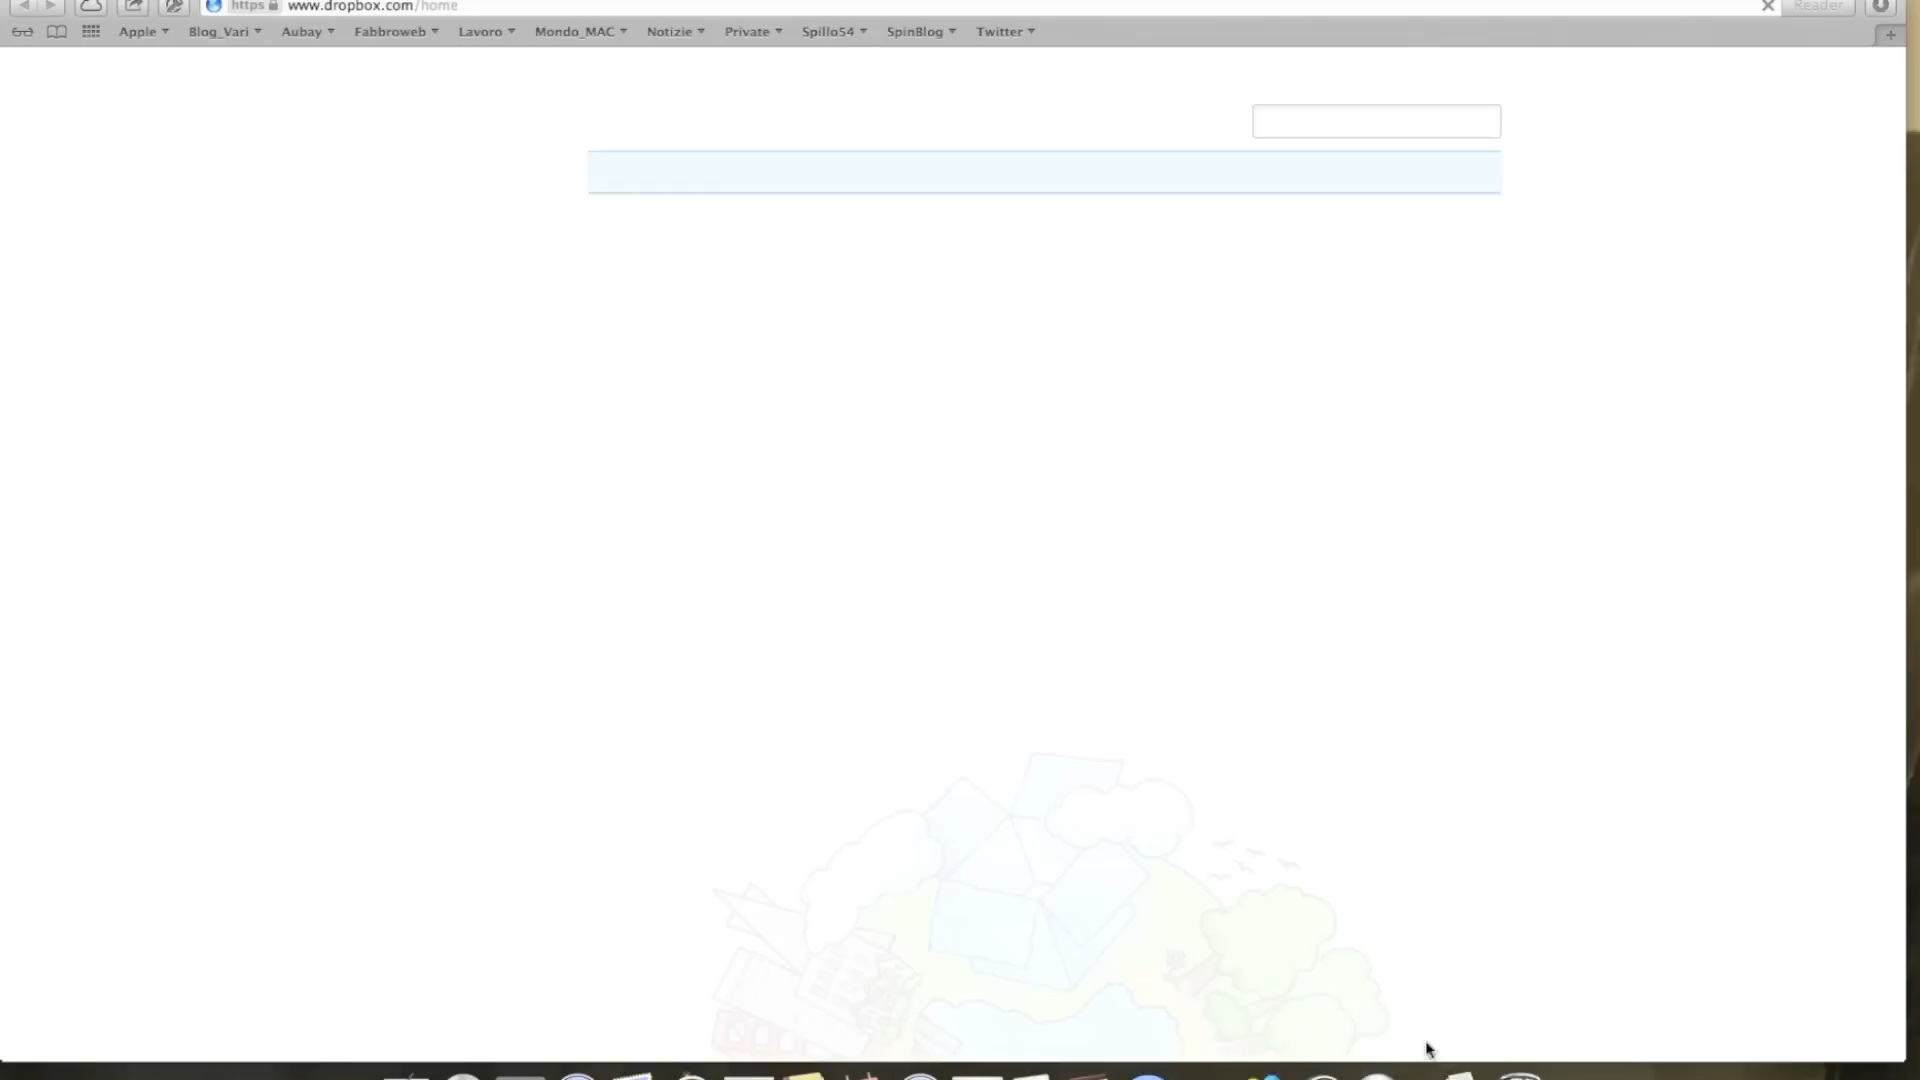 https www.dropbox.com/home Reader
Apple Blog_Vari Aubay Fabbroweb Lavoro Mondo_MAC Notizie Private Spillo54 SpinBlog Twitter